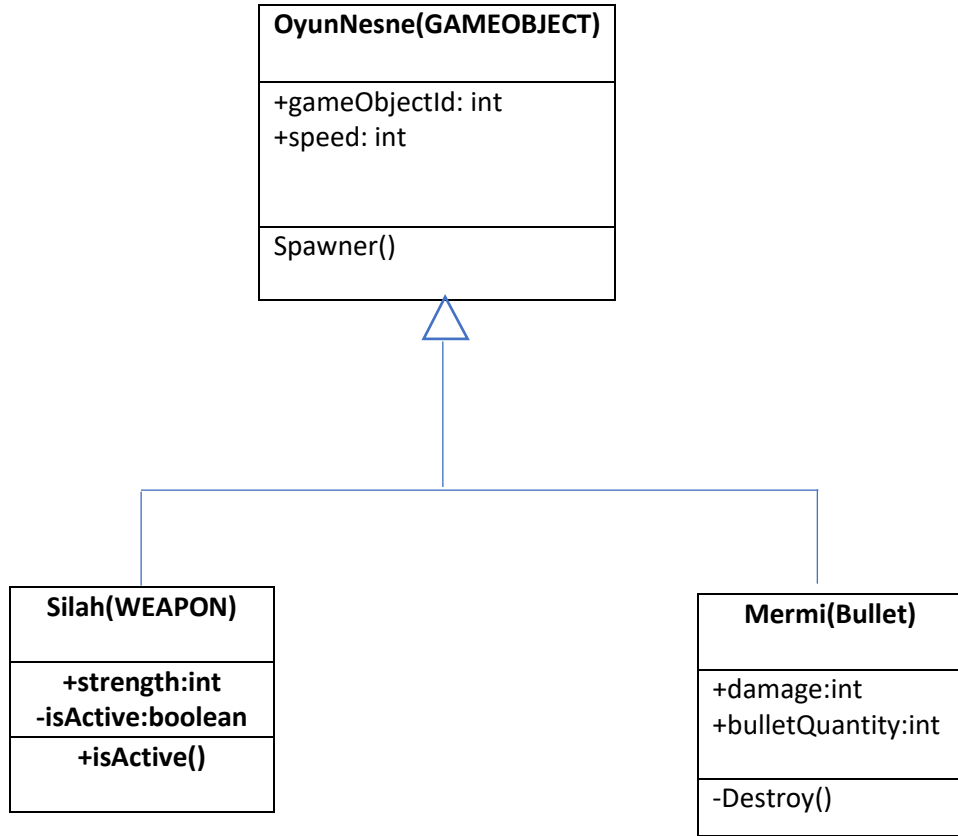 OyunNesne(GAMEOBJECT)
+gameObjectId: int
+speed: int
Spawner()
Silah(WEAPON)
+strength:int
-isActive:boolean
+isActive()
Mermi(Bullet)
+damage:int
+bulletQuantity:int
-Destroy()